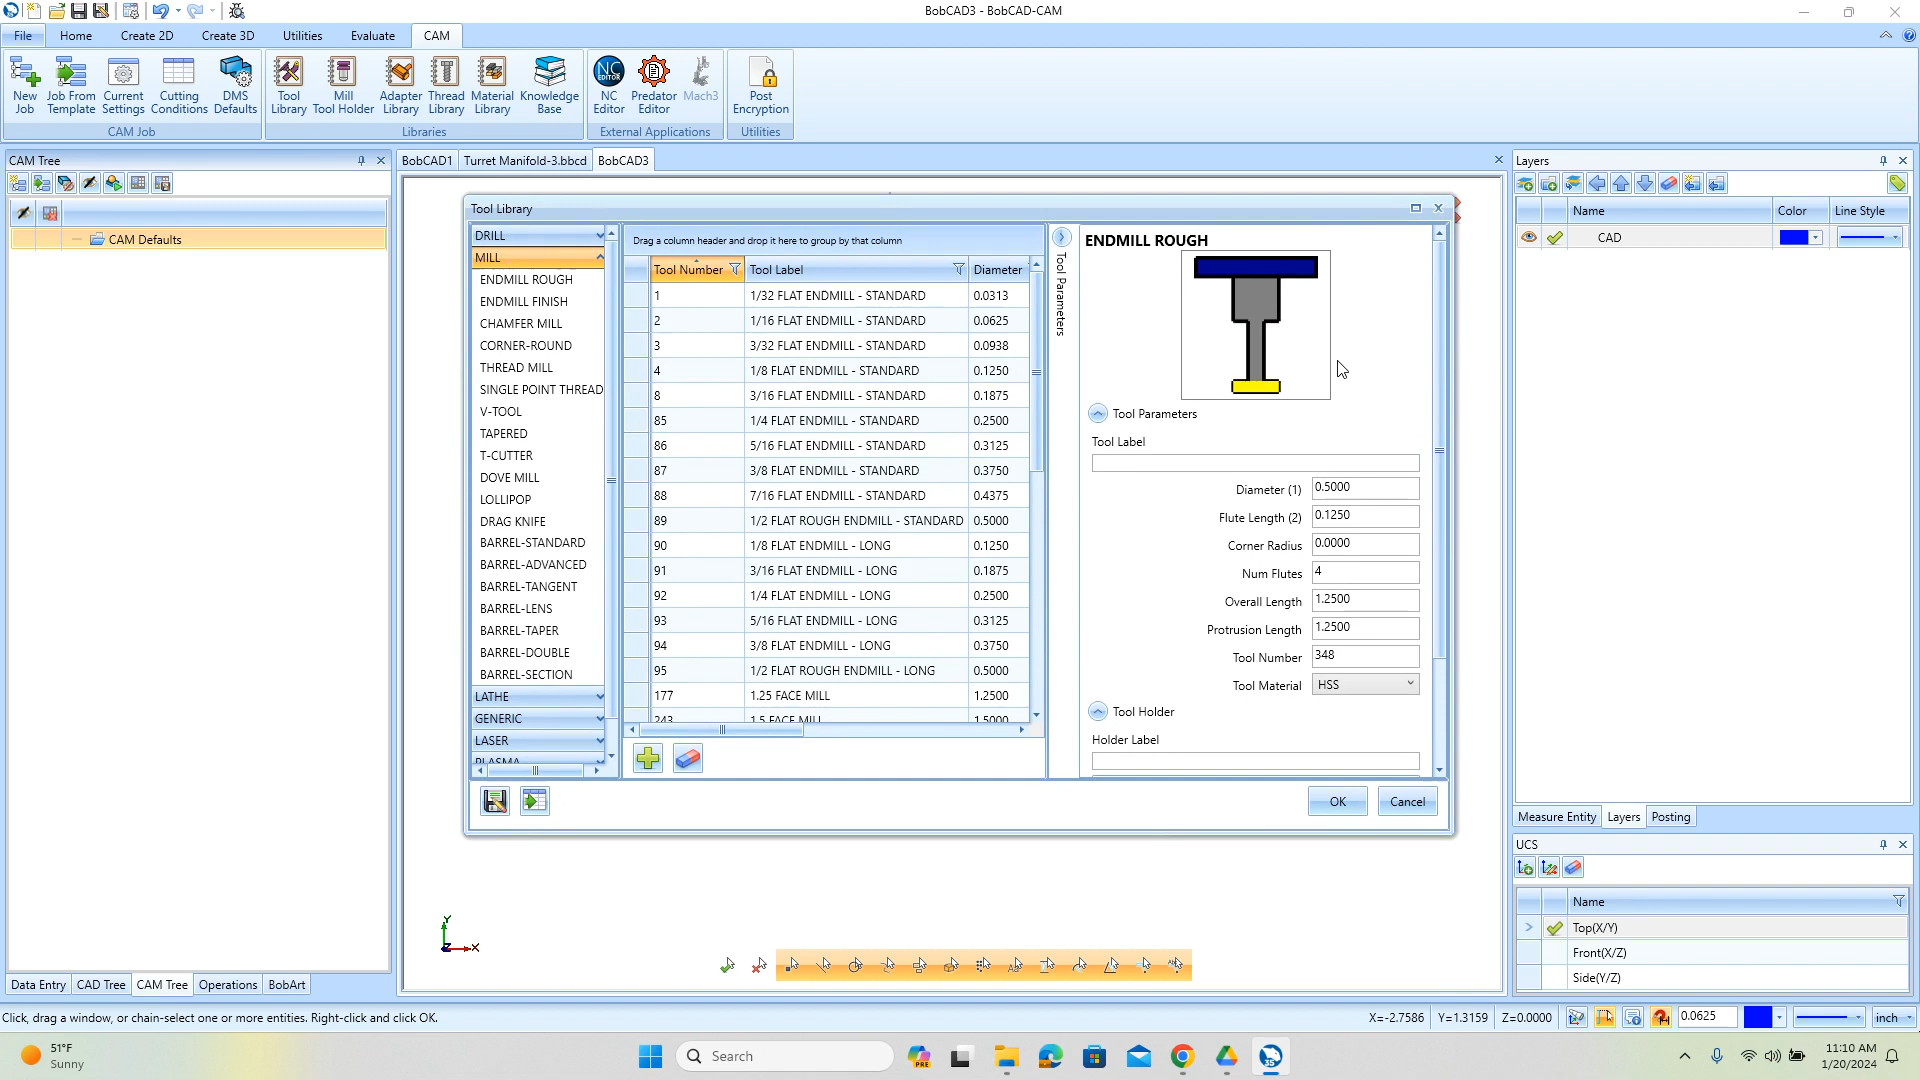 BobCAD3 - BobCAD-CAM
File Home Create 2D Create 3D Utilities Evaluate CAM
New Job
Job From Template
Current Settings
Cutting Conditions
DMS Defaults
CAM Job
Tool Library
Mill Tool Holder
Adapter Library
Thread Library
Material Library
Knowledge Base
Libraries
NC EDITOR
NC Editor
Predator Editor
Mach3
External Applications
Post Encryption
Utilities
CAM Tree
CAM Defaults
BobCAD1 Turret Manifold-3.bbcd BobCAD3
Tool Library
DRILL
MILL
ENDMILL ROUGH
ENDMILL FINISH
CHAMFER MILL
CORNER-ROUND
THREAD MILL
SINGLE POINT THREAD
V-TOOL
TAPERED
T-CUTTER
DOVE MILL
LOLLIPOP
DRAG KNIFE
BARREL-STANDARD
BARREL-ADVANCED
BARREL-TANGENT
BARREL-LENS
BARREL-TAPER
BARREL-DOUBLE
BARREL-SECTION
LATHE
GENERIC
LASER
PLASMA
Drag a column header and drop it here to group by that column
Tool Number Tool Label Diameter
1 1/32 FLAT ENDMILL - STANDARD 0.0313
2 1/16 FLAT ENDMILL - STANDARD 0.0625
3 3/32 FLAT ENDMILL - STANDARD 0.0938
4 1/8 FLAT ENDMILL - STANDARD 0.1250
8 3/16 FLAT ENDMILL - STANDARD 0.1875
85 1/4 FLAT ENDMILL - STANDARD 0.2500
86 5/16 FLAT ENDMILL - STANDARD 0.3125
87 3/8 FLAT ENDMILL - STANDARD 0.3750
88 7/16 FLAT ENDMILL - STANDARD 0.4375
89 1/2 FLAT ROUGH ENDMILL - STANDARD 0.5000
90 1/8 FLAT ENDMILL - LONG 0.1250
91 3/16 FLAT ENDMILL - LONG 0.1875
92 1/4 FLAT ENDMILL - LONG 0.2500
93 5/16 FLAT ENDMILL - LONG 0.3125
94 3/8 FLAT ENDMILL - LONG 0.3750
95 1/2 FLAT ROUGH ENDMILL - LONG 0.5000
177 1.25 FACE MILL 1.2500
243 1.5 FACE MILL 1.5000
Tool Parameters
ENDMILL ROUGH
Tool Parameters
Tool Label
Diameter (1) 0.5000
Flute Length (2) 0.1250
Corner Radius 0.0000
Num Flutes 4
Overall Length 1.2500
Protrusion Length 1.2500
Tool Number 348
Tool Material HSS
Tool Holder
Holder Label
OK Cancel
Layers
Name Color Line Style
CAD
Measure Entity Layers Posting
UCS
Name
Top(X/Y)
Front(X/Z)
Side(Y/Z)
Y
Z X
Data Entry CAD Tree CAM Tree Operations BobArt
Click, drag a window, or chain-select one or more entities. Right-click and click OK.
X=-2.7586 Y=1.3159 Z=0.0000 0.0625 inch
51°F
Sunny
Search
PRE
35
11:10 AM
1/20/2024